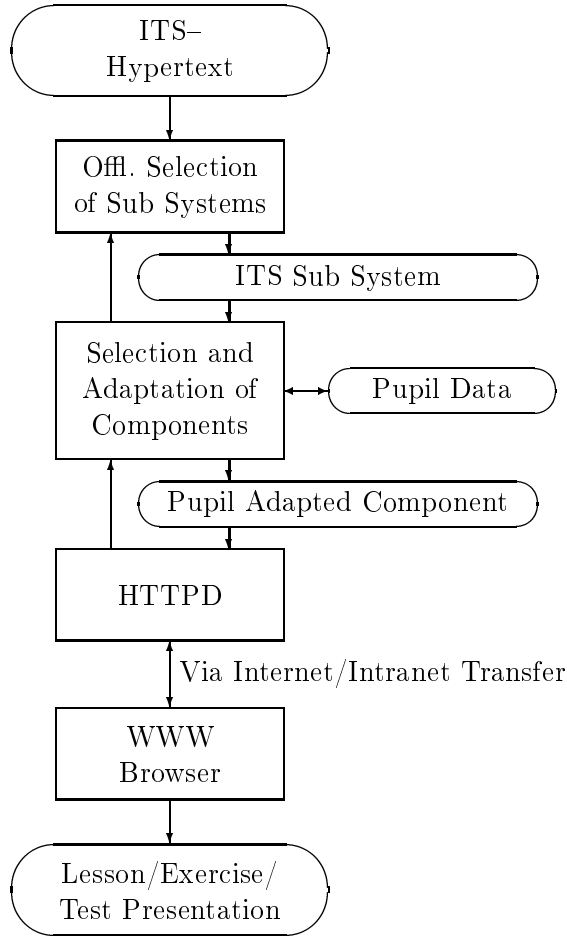 ITS–
Hypertext
Offl. Selection
of Sub Systems
ITS Sub System
Selection and
Adaptation of
Components
Pupil Data
Pupil Adapted Component
HTTPD
Via Internet/Intranet Transfer
WWW
Browser
Lesson/Exercise/
Test Presentation